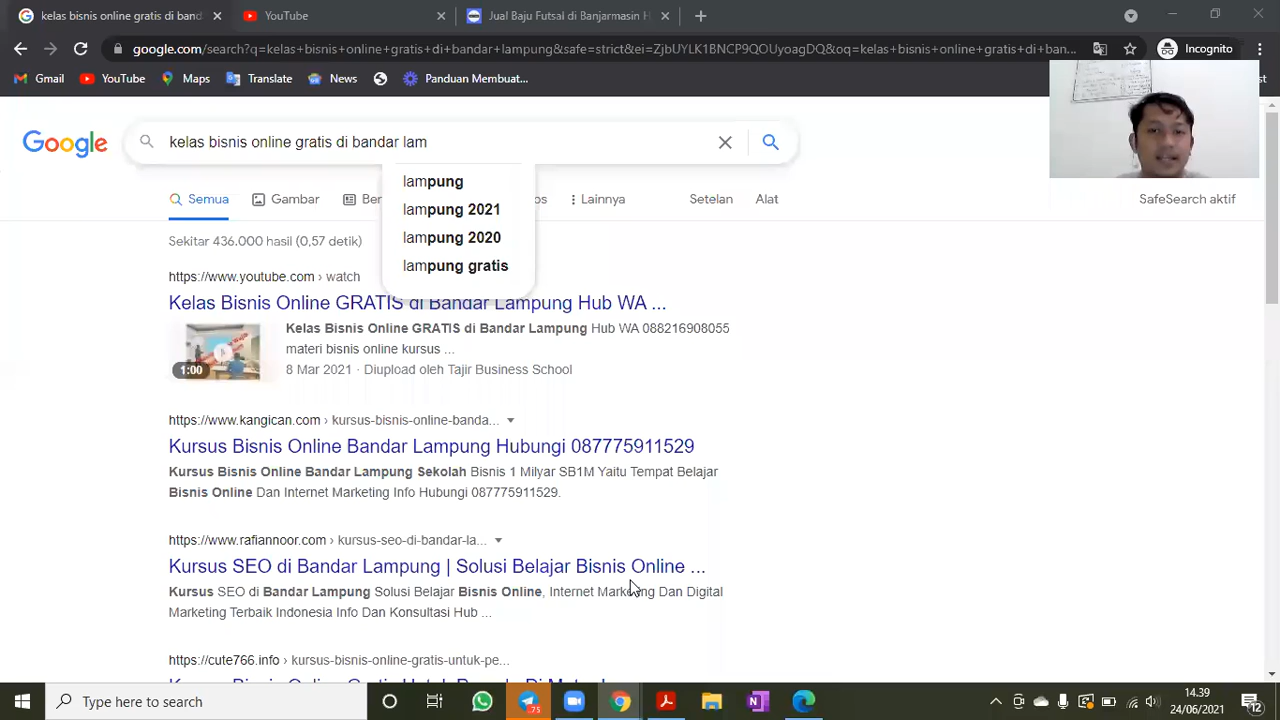 kelas bisnis online gratis di band
YouTube
Jual Baju Futsal di Banjarmasin H
google.com/search?q=kelas+bisnis+online+gratis+di+bandar+lampung&safe=strict&ei=ZjbUYLK1BNCP9QOUyoagDQ&oq=kelas+bisnis+online+gratis+di+ban...
Incognito
Gmail
YouTube
Maps
Translate
News
Panduan Membuat...
st
Google
kelas bisnis online gratis di bandar lam
lampung
lampung 2021
lampung 2020
lampung gratis
Semua
Gambar
Ber
os
Lainnya
Setelan
Alat
SafeSearch aktif
Sekitar 436.000 hasil (0,57 detik)
https://www.youtube.com › watch
Kelas Bisnis Online GRATIS di Bandar Lampung Hub WA ...
1:00
Kelas Bisnis Online GRATIS di Bandar Lampung Hub WA 088216908055
materi bisnis online kursus ...
8 Mar 2021 · Diupload oleh Tajir Business School
https://www.kangican.com › kursus-bisnis-online-banda...
Kursus Bisnis Online Bandar Lampung Hubungi 087775911529
Kursus Bisnis Online Bandar Lampung Sekolah Bisnis 1 Milyar SB1M Yaitu Tempat Belajar
Bisnis Online Dan Internet Marketing Info Hubungi 087775911529.
https://www.rafiannoor.com › kursus-seo-di-bandar-la...
Kursus SEO di Bandar Lampung | Solusi Belajar Bisnis Online ...
Kursus SEO di Bandar Lampung Solusi Belajar Bisnis Online, Internet Marketing Dan Digital
Marketing Terbaik Indonesia Info Dan Konsultasi Hub ...
https://cute766.info › kursus-bisnis-online-gratis-untuk-pe...
Type here to search
75
14.39
24/06/2021
12